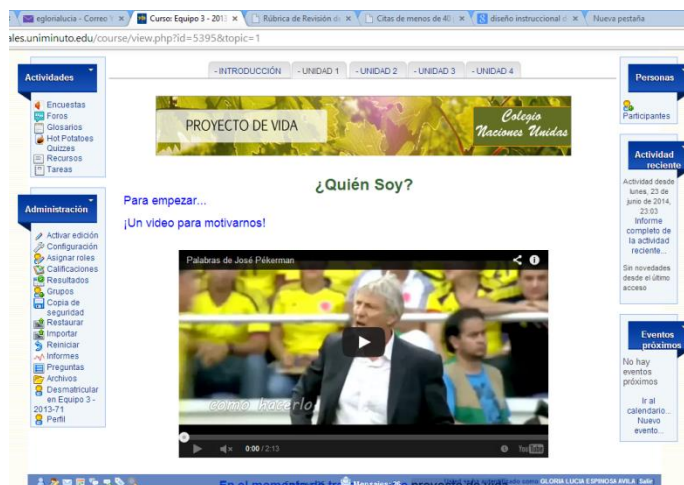 eglorialucia - Correo
Curso: Equipo 3 - 2013
Rúbrica de Revisión d
Citas de menos de 40
diseño instruccional d
Nueva pestaña
ales.uniminuto.edu/course/view.php?id=5395&topic=1
Actividades
Encuestas
Foros
Glosarios
Hot Potatoes
Quizzes
Recursos
Tareas
Administración
Activar edición
Configuración
Asignar roles
Calificaciones
Resultados
Grupos
Copia de
seguridad
Restaurar
Importar
Reiniciar
Informes
Preguntas
Archivos
Desmatricular
en Equipo 3 -
2013-71
Perfil
- INTRODUCCIÓN - UNIDAD 1 - UNIDAD 2 - UNIDAD 3 - UNIDAD 4
PROYECTO DE VIDA
Colegio
Naciones Unidas
¿Quién Soy?
Para empezar...
¡Un video para motivarnos!
Palabras de José Pékerman
como hacerlo
0:00 / 2:13
YouTube
Personas
Participantes
Actividad
reciente
Actividad desde
lunes, 23 de
junio de 2014,
23:03
Informe
completo de
la actividad
reciente...
Sin novedades
desde el último
acceso
Eventos
próximos
No hay
eventos
próximos
Ir al
calendario...
Nuevo
evento...
Mensajes: 26
GLORIA LUCIA ESPINOSA AVILA (Salir)